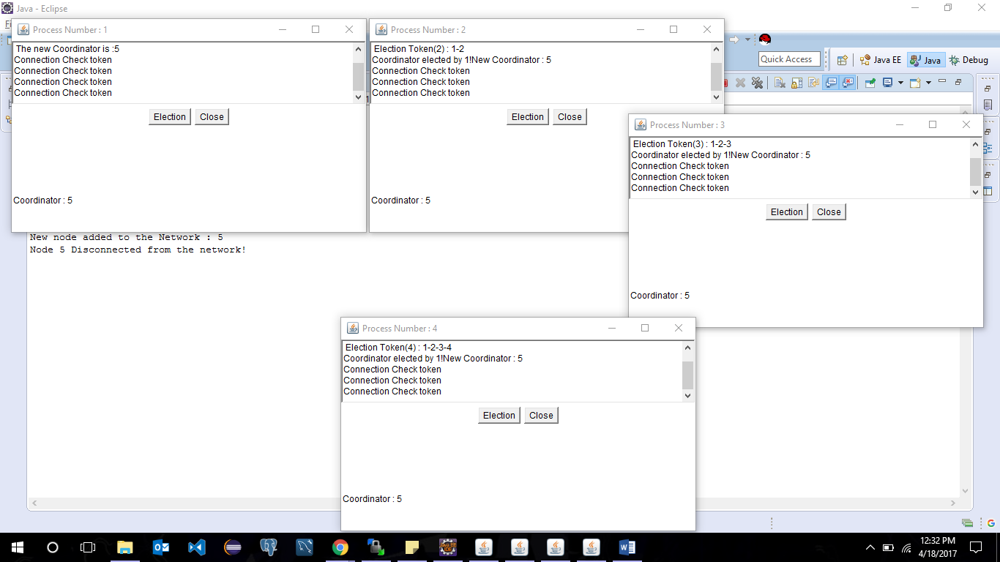 Java - Eclipse
Process Number : 1
The new Coordinator is :5
Connection Check token
Connection Check token
Connection Check token
Connection Check token
Election
Close
Coordinator : 5
Process Number : 2
Election Token(2) : 1-2
Coordinator elected by 1!New Coordinator : 5
Connection Check token
Connection Check token
Connection Check token
Election
Close
Coordinator : 5
Quick Access
Java EE
Java
Debug
Process Number : 3
Election Token(3) : 1-2-3
Coordinator elected by 1!New Coordinator : 5
Connection Check token
Connection Check token
Connection Check token
Election
Close
Coordinator : 5
New node added to the Network : 5
Node 5 Disconnected from the network!
Process Number : 4
Election Token(4) : 1-2-3-4
Coordinator elected by 1!New Coordinator : 5
Connection Check token
Connection Check token
Connection Check token
Election
Close
Coordinator : 5
12:32 PM
4/18/2017